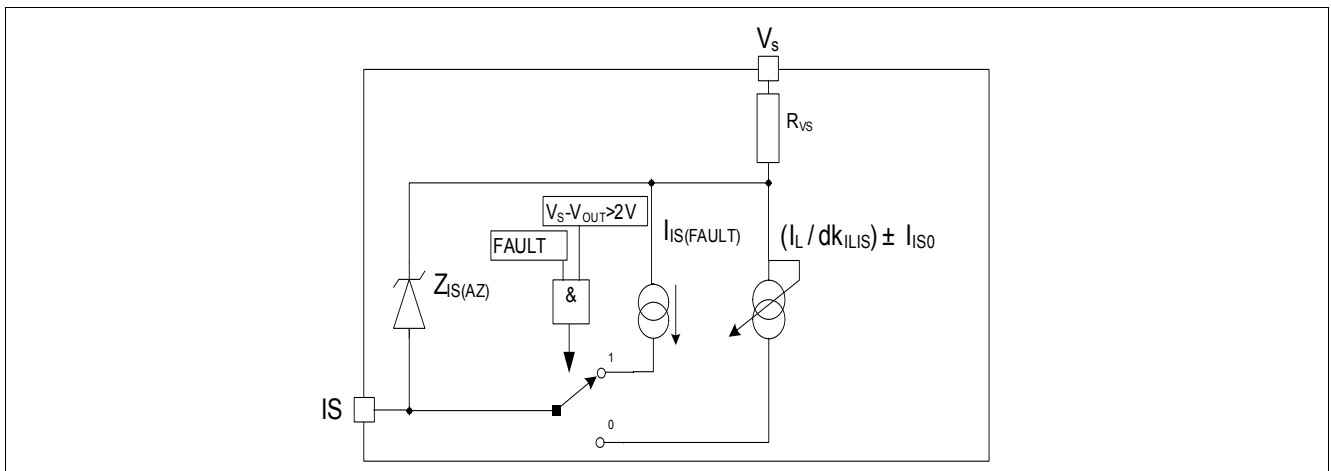 Vs
RVS
VS-VOUT>2V
IIS(FAULT)
(IL / dkILIS) ± IIS0
FAULT
ZIS(AZ)
&
1
IS
0